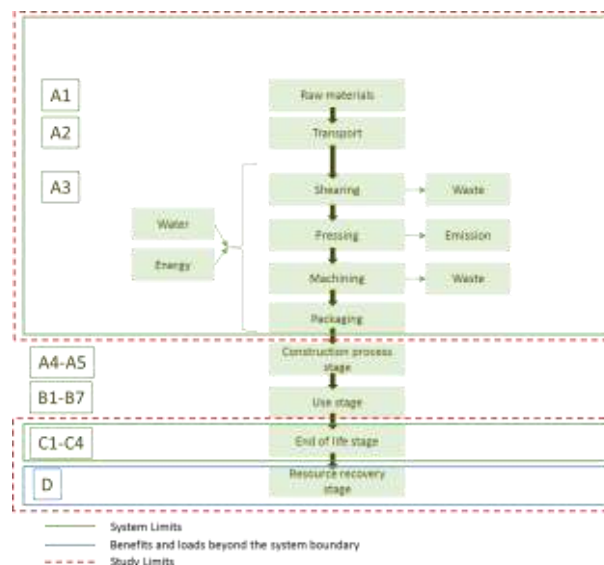 A1
Raw materials
A2
Transport
A3
Shearing
Waste
Water
Pressing
Emission
Energy
Machining
Waste
Packaging
A4-A5
Construction process
stage
B1-B7
Use stage
C1-C4
End of life stage
D
Resource recovery
stage
System Limits
Benefits and loads beyond the system boundary
Study Limits